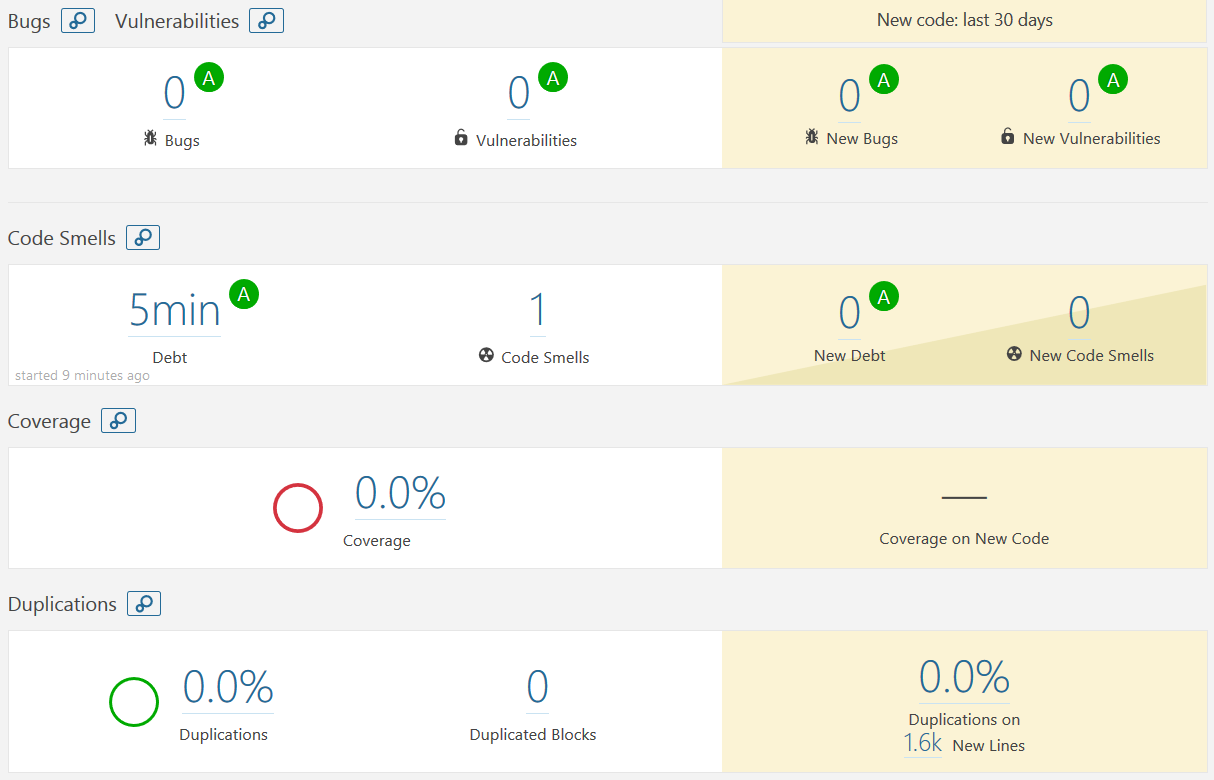 Bugs Vulnerabilities New code: last 30 days
0 A 0 A 0 A 0 A
Bugs Vulnerabilities New Bugs New Vulnerabilities
Code Smells
5min A 1 0 A 0
Debt Code Smells New Debt New Code Smells
started 9 minutes ago
Coverage
0.0% —
Coverage Coverage on New Code
Duplications
0.0% 0 0.0%
Duplications Duplicated Blocks Duplications on
1.6k New Lines